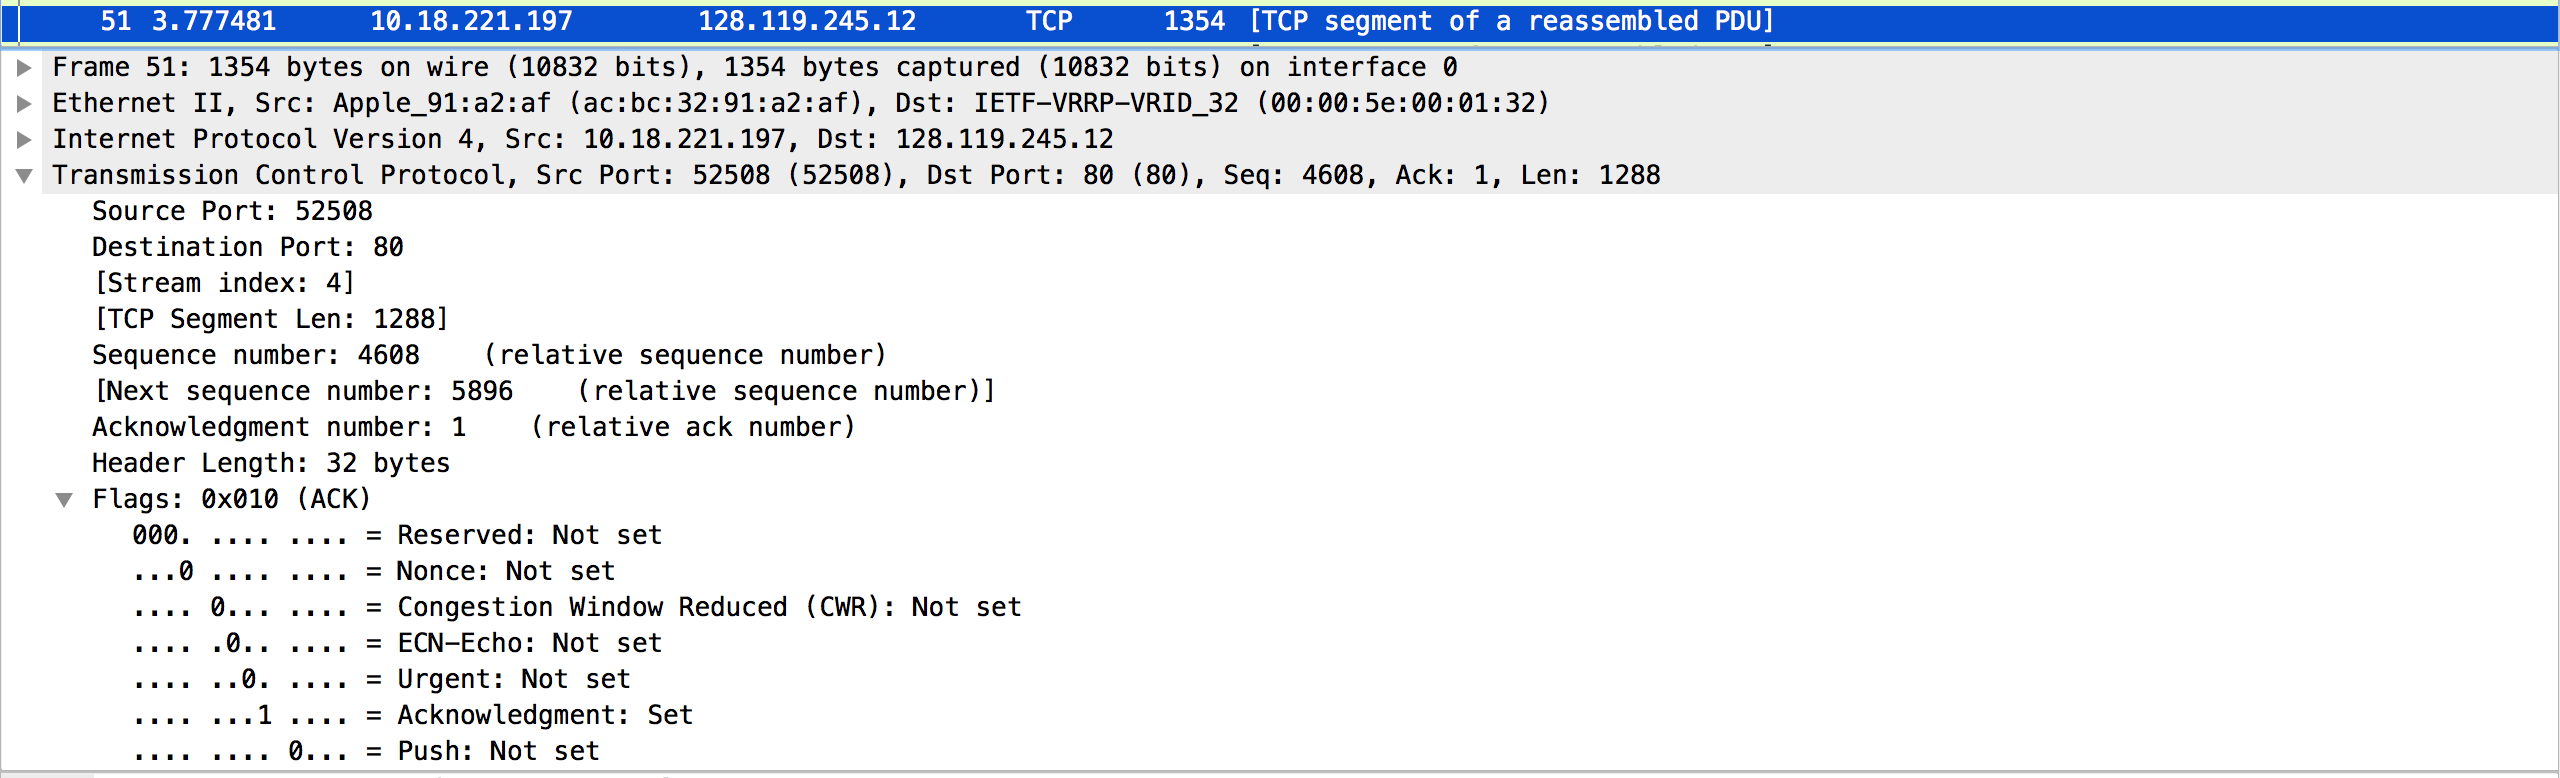 51 3.777481 10.18.221.197 128.119.245.12 TCP 1354 [TCP segment of a reassembled PDU]
Frame 51: 1354 bytes on wire (10832 bits), 1354 bytes captured (10832 bits) on interface 0
Ethernet II, Src: Apple_91:a2:af (ac:bc:32:91:a2:af), Dst: IETF-VRRP-VRID_32 (00:00:5e:00:01:32)
Internet Protocol Version 4, Src: 10.18.221.197, Dst: 128.119.245.12
Transmission Control Protocol, Src Port: 52508 (52508), Dst Port: 80 (80), Seq: 4608, Ack: 1, Len: 1288
Source Port: 52508
Destination Port: 80
[Stream index: 4]
[TCP Segment Len: 1288]
Sequence number: 4608    (relative sequence number)
[Next sequence number: 5896    (relative sequence number)]
Acknowledgment number: 1    (relative ack number)
Header Length: 32 bytes
Flags: 0x010 (ACK)
000. .... .... = Reserved: Not set
...0 .... .... = Nonce: Not set
.... 0... .... = Congestion Window Reduced (CWR): Not set
.... .0.. .... = ECN-Echo: Not set
.... ..0. .... = Urgent: Not set
.... ...1 .... = Acknowledgment: Set
.... .... 0... = Push: Not set